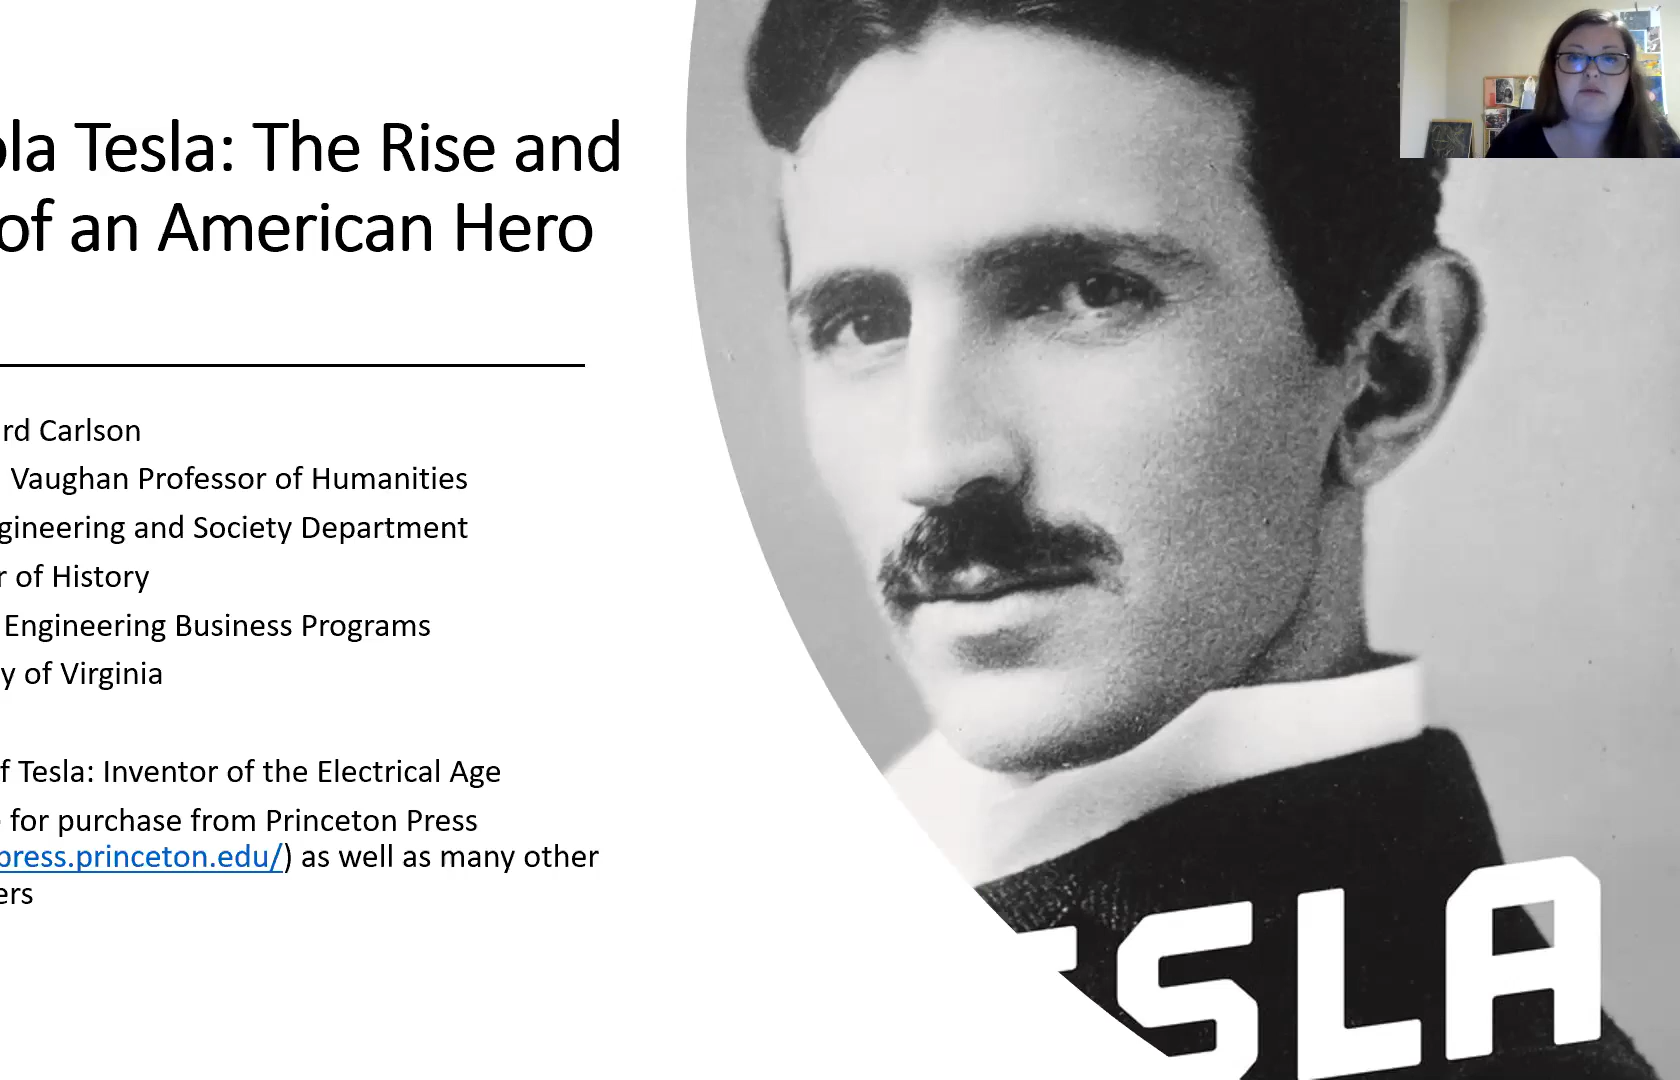 ola Tesla: The Rise and
of an American Hero
rd Carlson
Vaughan Professor of Humanities
gineering and Society Department
r of History
Engineering Business Programs
y of Virginia
f Tesla: Inventor of the Electrical Age
for purchase from Princeton Press
press.princeton.edu/) as well as many other
ers
ESLA